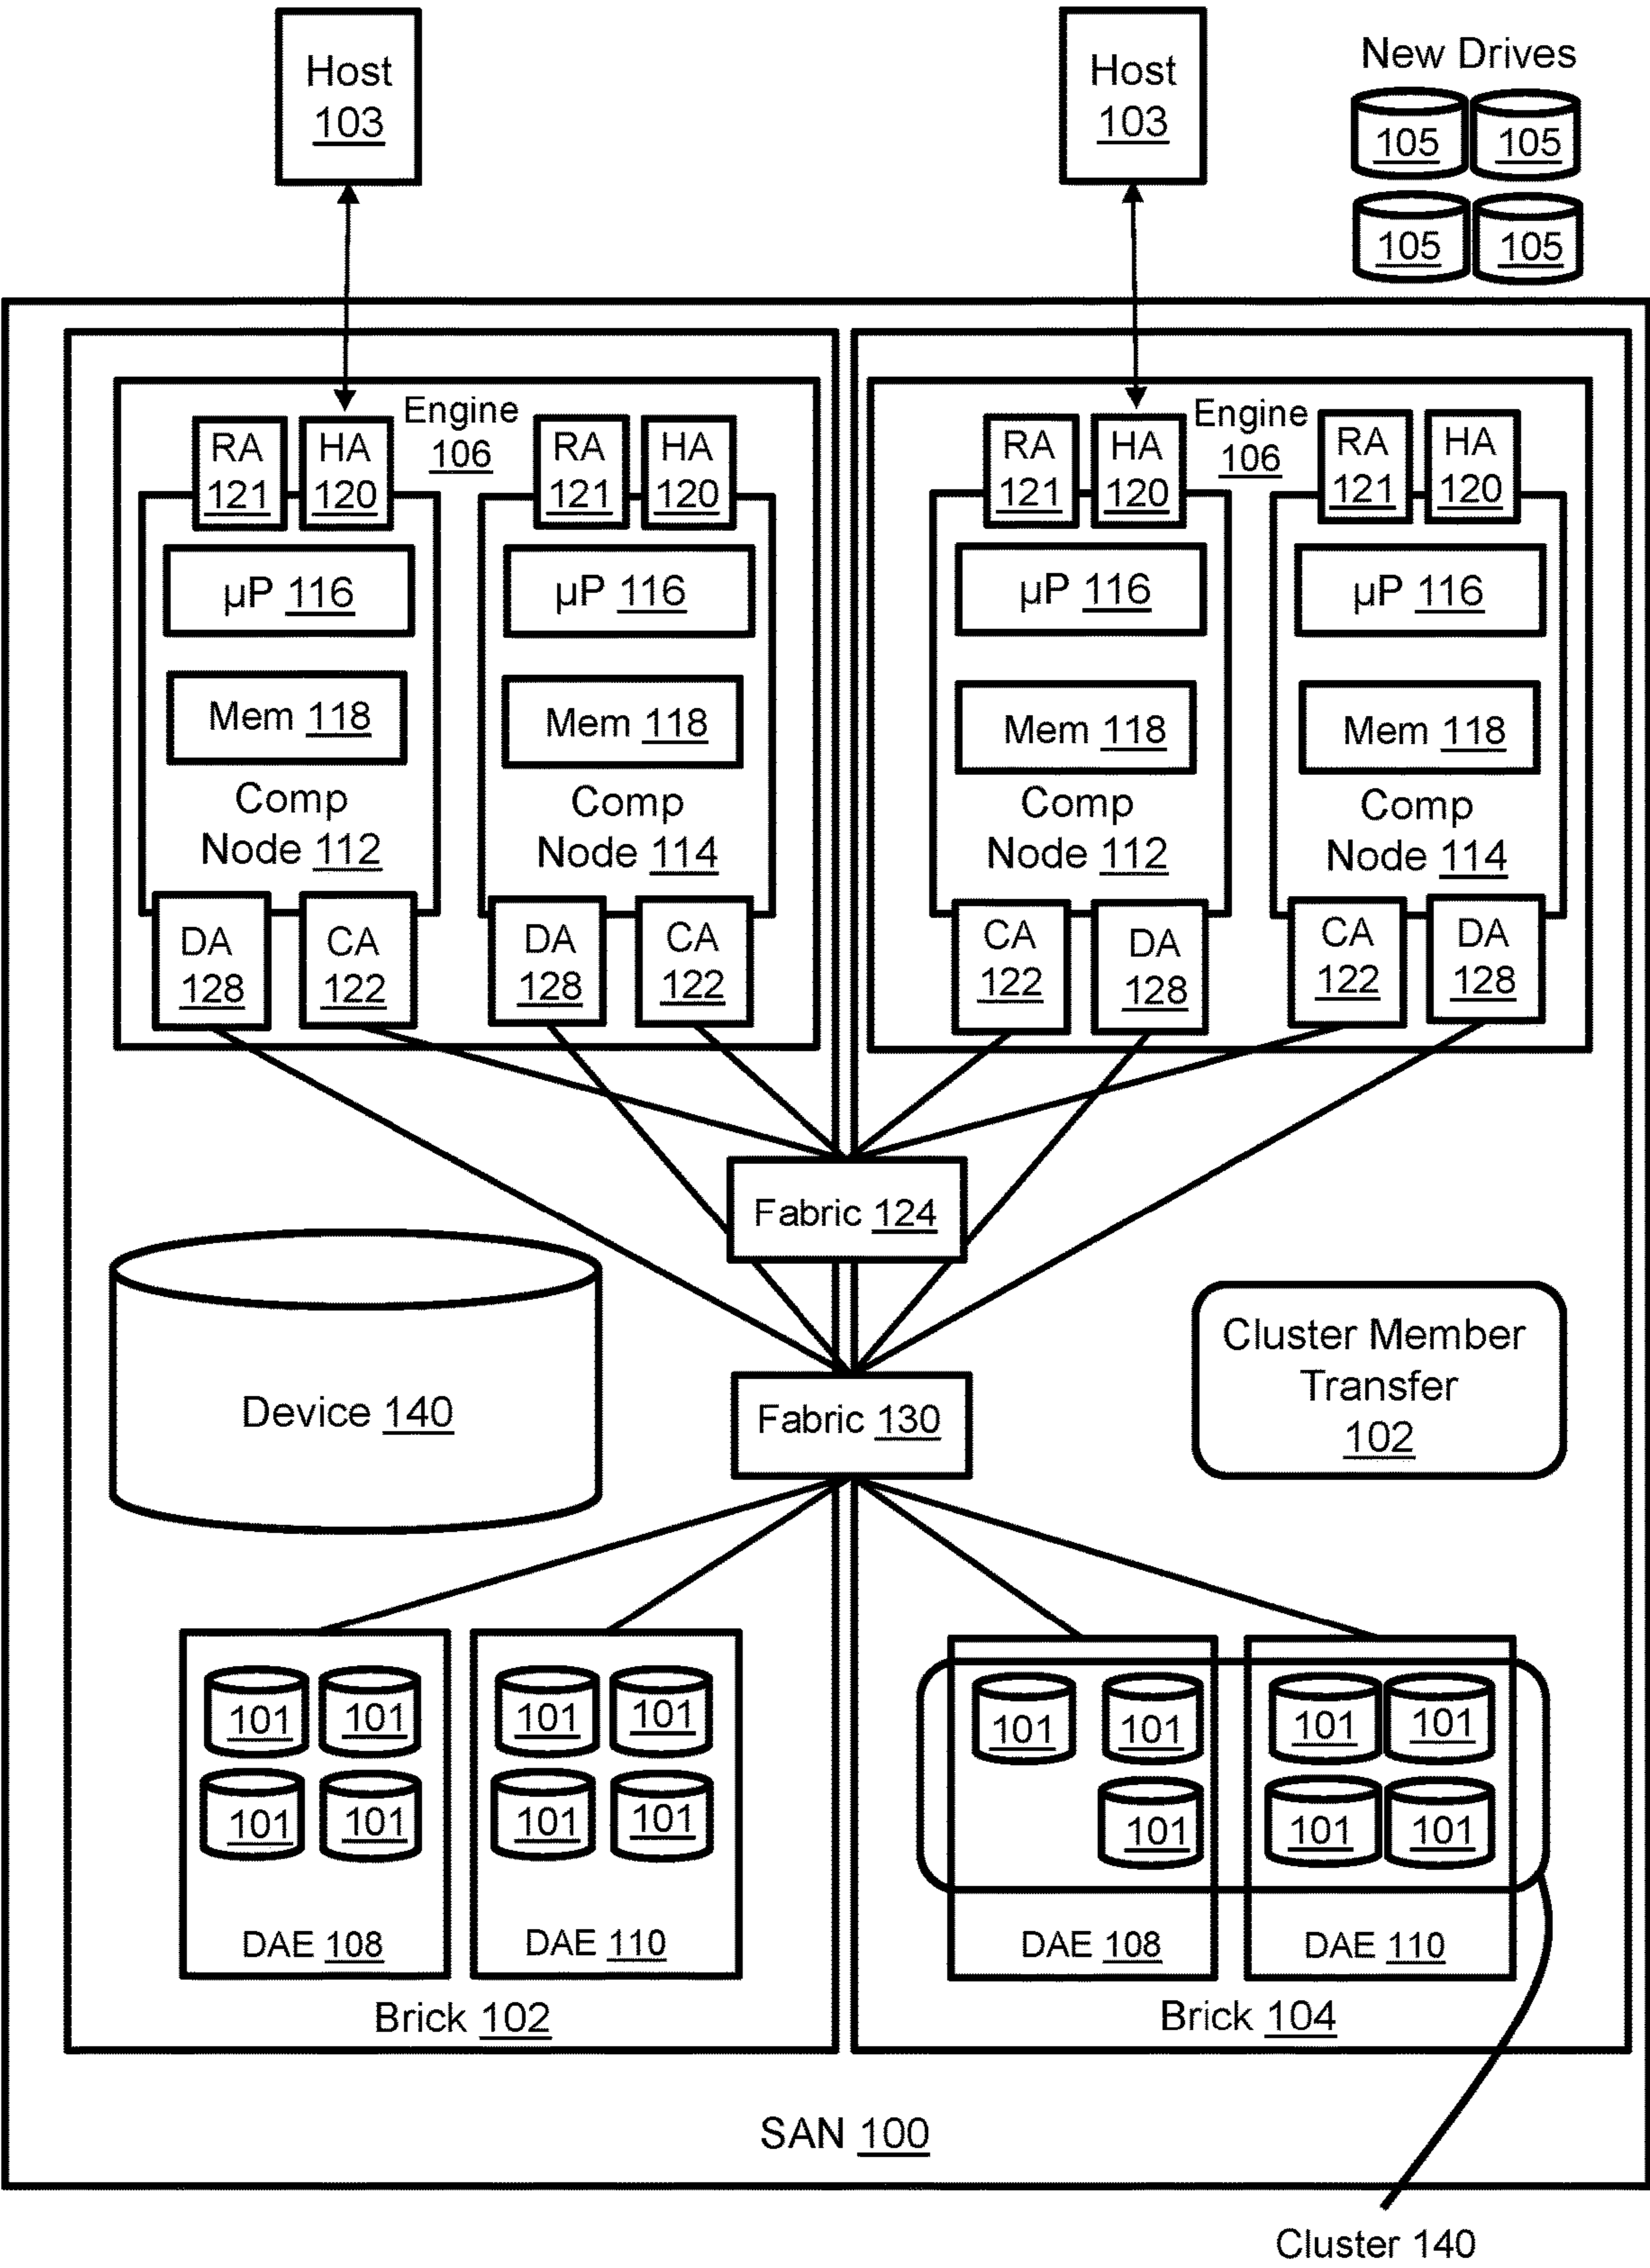 Host
103
Host
103
New Drives
105
105
105
105
Engine
106
RA
121
HA
120
RA
121
HA
120
µP 116
µP 116
Mem 118
Mem 118
Comp
Node 112
Comp
Node 114
DA
128
CA
122
DA
128
CA
122
Engine
106
RA
121
HA
120
RA
121
HA
120
µP 116
µP 116
Mem 118
Mem 118
Comp
Node 112
Comp
Node 114
CA
122
DA
128
CA
122
DA
128
Fabric 124
Device 140
Fabric 130
Cluster Member
Transfer
102
101
101
101
101
DAE 108
101
101
101
101
DAE 110
Brick 102
101
101
101
DAE 108
101
101
101
101
DAE 110
Brick 104
SAN 100
Cluster 140